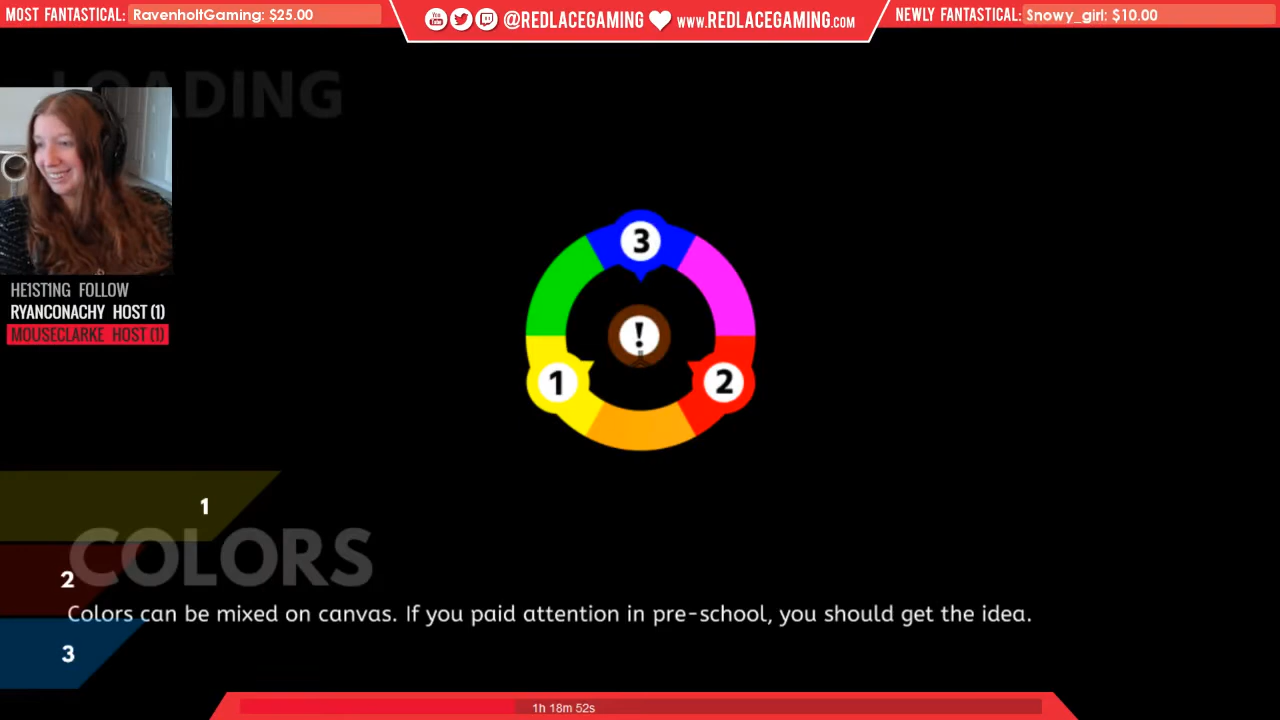 MOST FANTASTICAL: RavenholtGaming: $25.00
@REDLACEGAMING www.REDLACEGAMING.com
NEWLY FANTASTICAL: Snowy_girl: $10.00
LOADING
HE1ST1NG FOLLOW
RYANCONACHY HOST (1)
MOUSECLARKE HOST (1)
3
!
1
2
1
COLORS
2
Colors can be mixed on canvas. If you paid attention in pre-school, you should get the idea.
3
1h 18m 52s